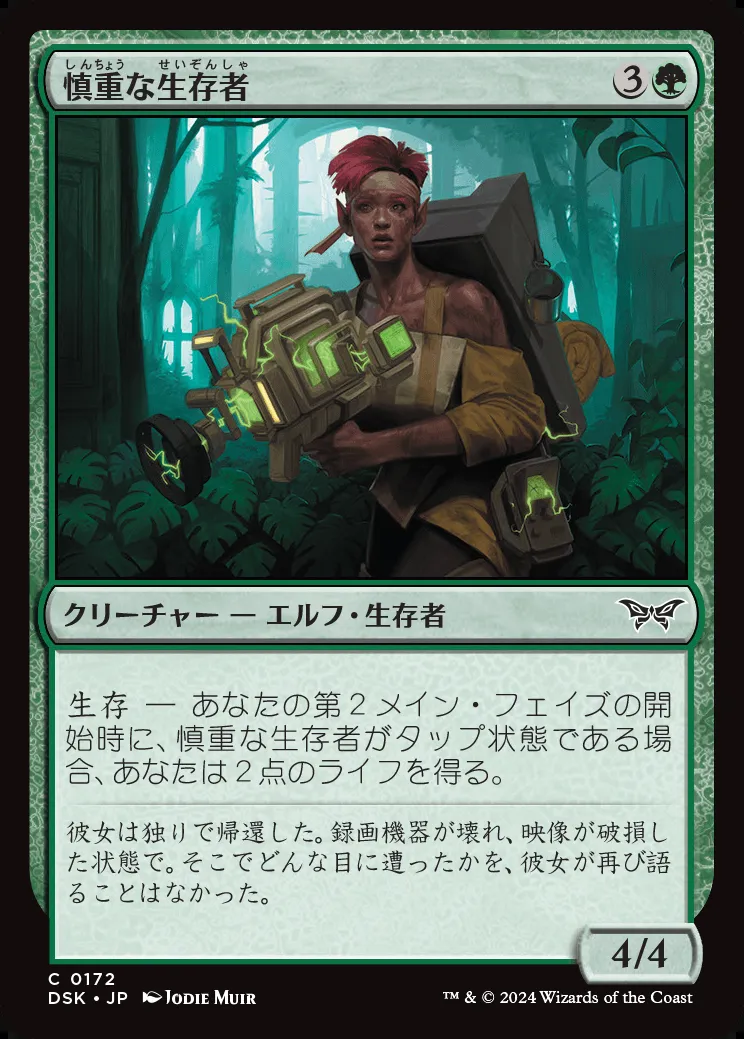 しんちょう せいぞんしゃ
慎重な生存者
3
クリーチャー — エルフ・生存者
生存 — あなたの第2メイン・フェイズの開
始時に、慎重な生存者がタップ状態である場
合、あなたは2点のライフを得る。
彼女は独りで帰還した。録画機器が壊れ、映像が破損し
た状態で。そこでどんな目に遭ったかを、彼女が再び語
ることはなかった。
4/4
C 0172
DSK • JP Jodie Muir
™ & © 2024 Wizards of the Coast